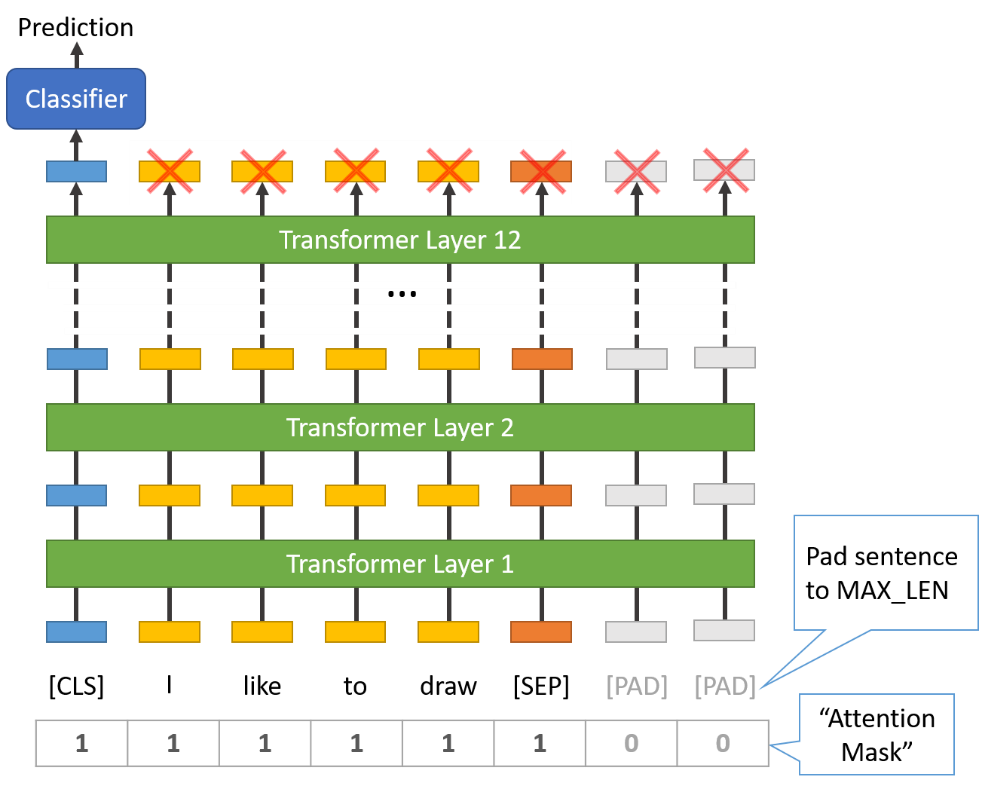 Prediction
Classifier
Transformer Layer 12
...
Transformer Layer 2
Transformer Layer 1
Pad sentence
to MAX_LEN
[CLS] I like to draw [SEP] [PAD] [PAD]
1 1 1 1 1 1 0 0
“Attention
Mask”